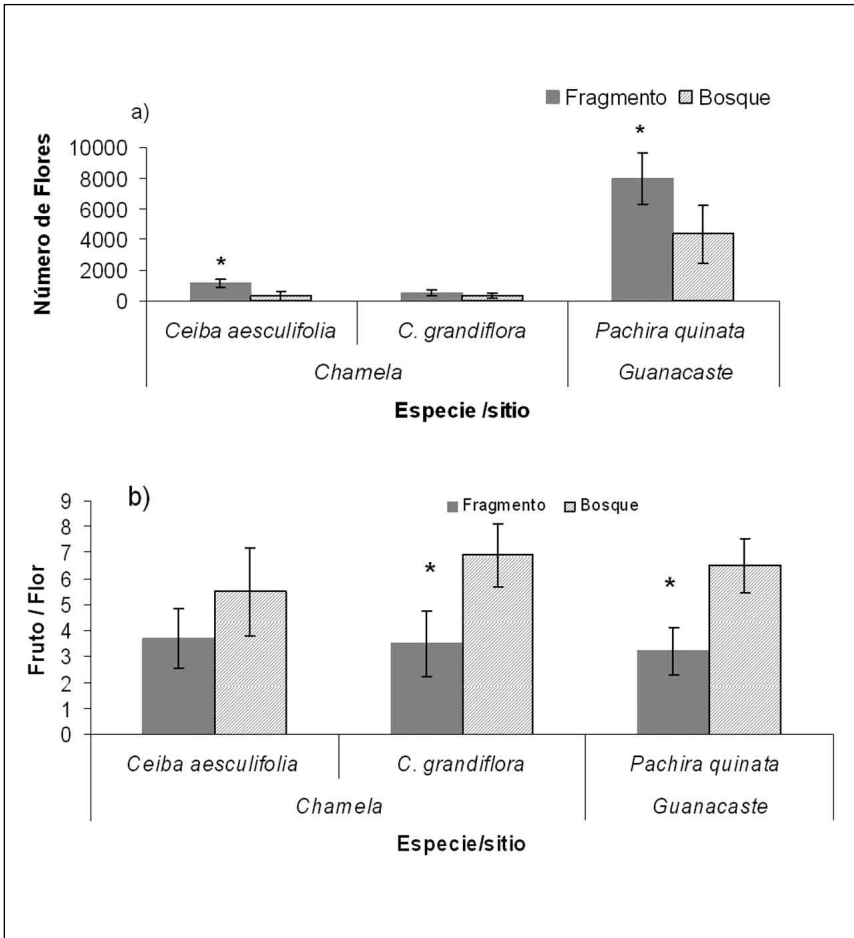 Fragmento Bosque
a)
10000
8000
6000
4000
2000
0
Número de Flores
*
*
Ceiba aesculifolia C. grandiflora Pachira quinata
Chamela Guanacaste
Especie /sitio
b)
Fragmento Bosque
9
8
7
6
5
4
3
2
1
0
Fruto / Flor
*
*
Ceiba aesculifolia C. grandiflora Pachira quinata
Chamela Guanacaste
Especie/sitio